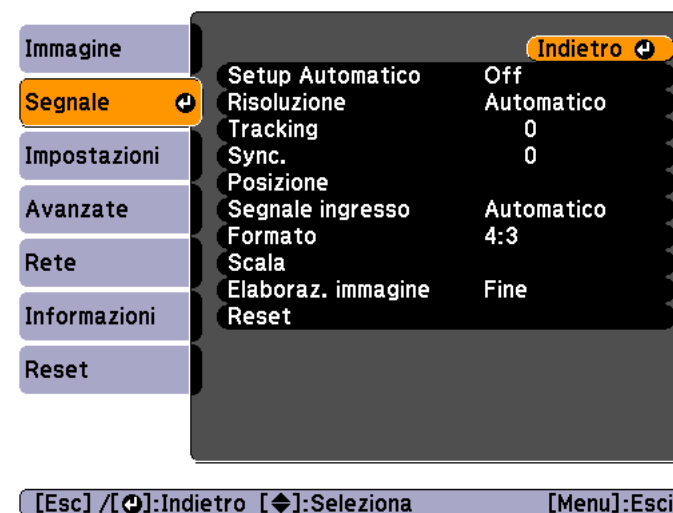 Immagine
Segnale
Impostazioni
Avanzate
Rete
Informazioni
Reset
Indietro
Setup Automatico Off
Risoluzione Automatico
Tracking 0
Sync. 0
Posizione
Segnale ingresso Automatico
Formato 4:3
Scala
Elaboraz. immagine Fine
Reset
[Esc] /[⏎]:Indietro [◆]:Seleziona [Menu]:Esci